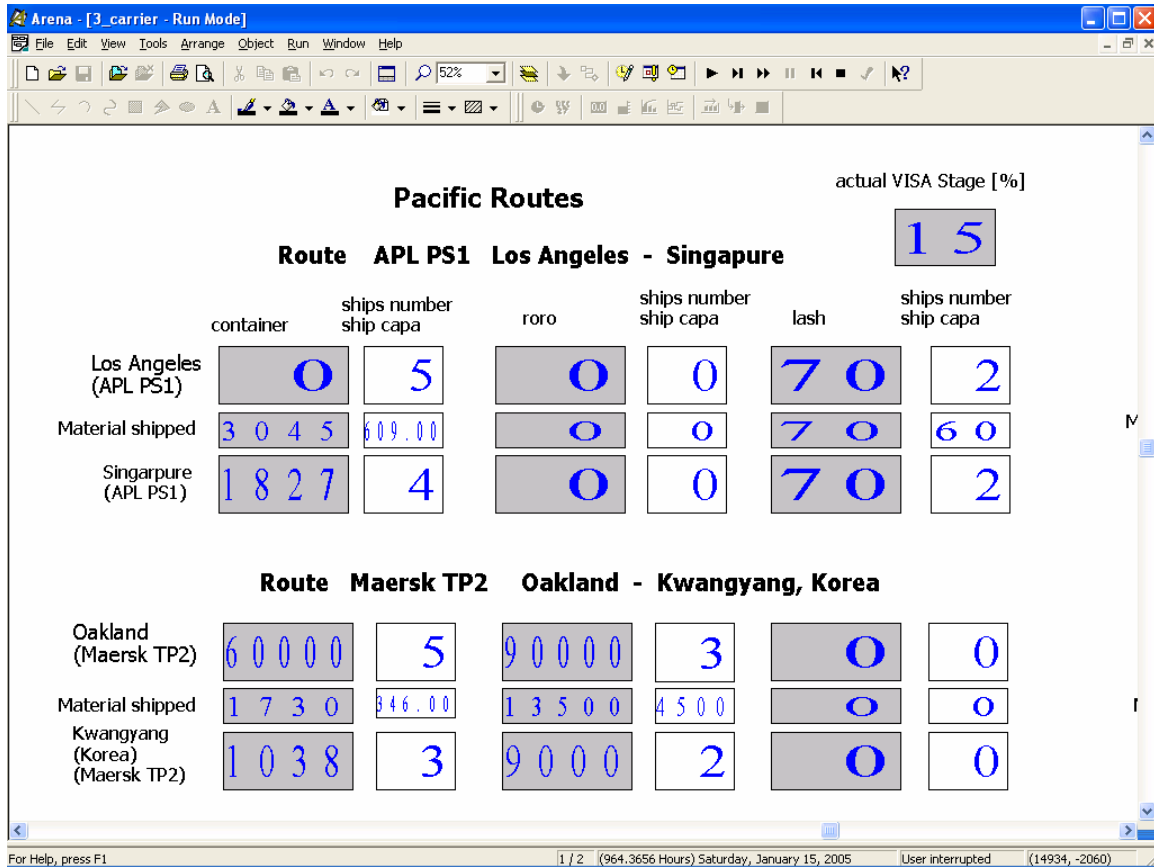 Arena - [3_carrier - Run Mode]
File Edit View Tools Arrange Object Run Window Help
52%
actual VISA Stage [%]
Pacific Routes
15
Route APL PS1 Los Angeles - Singapure
container ships number ship capa roro ships number ship capa lash ships number ship capa
Los Angeles (APL PS1) 0 5 0 0 70 2
Material shipped 3045 609.00 0 0 70 60
Singarpure (APL PS1) 1827 4 0 0 70 2
Route Maersk TP2 Oakland - Kwangyang, Korea
Oakland (Maersk TP2) 60000 5 90000 3 0 0
Material shipped 1730 346.00 13500 4500 0 0
Kwangyang (Korea) (Maersk TP2) 1038 3 9000 2 0 0
For Help, press F1 1 / 2 (964.3656 Hours) Saturday, January 15, 2005 User interrupted (14934, -2060)